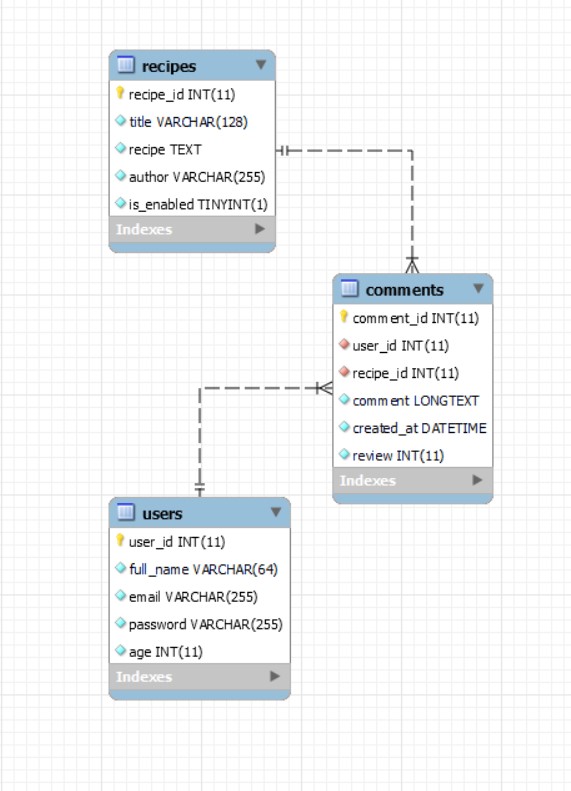 recipes
recipe_id INT(11)
title VARCHAR(128)
recipe TEXT
author VARCHAR(255)
is_enabled TINYINT(1)
Indexes
comments
comment_id INT(11)
user_id INT(11)
recipe_id INT(11)
comment LONGTEXT
created_at DATETIME
review INT(11)
Indexes
users
user_id INT(11)
full_name VARCHAR(64)
email VARCHAR(255)
password VARCHAR(255)
age INT(11)
Indexes